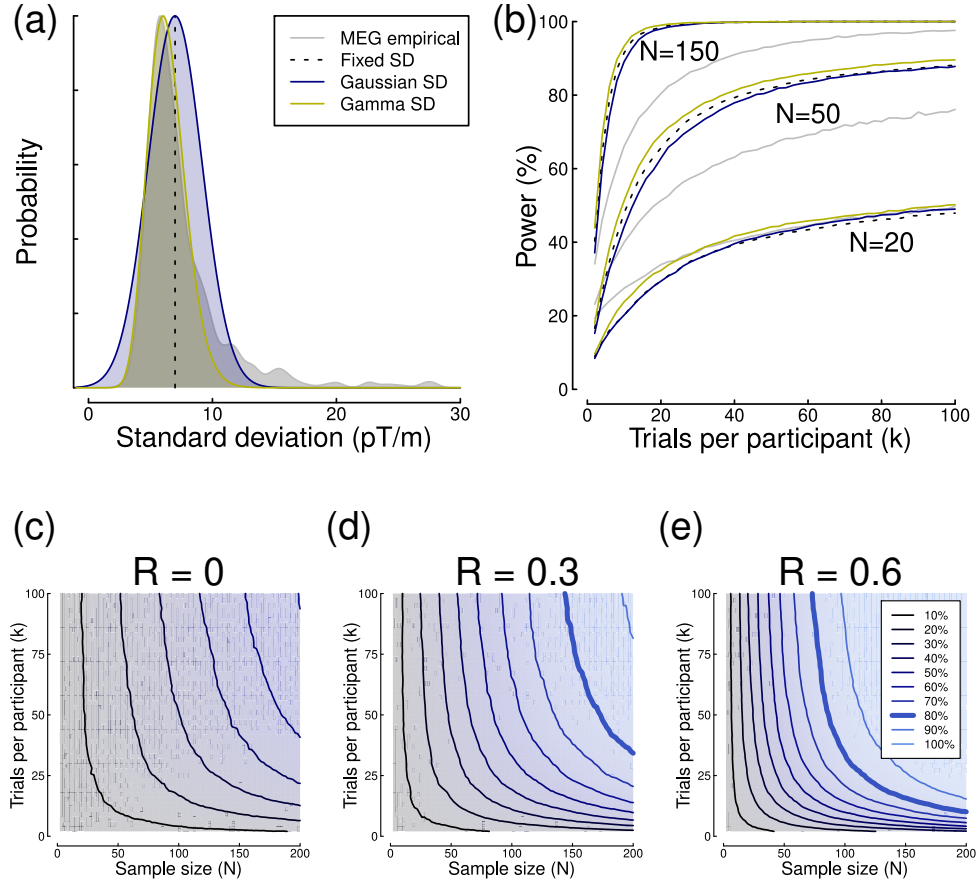 (a)
MEG empirical
Fixed SD
Gaussian SD
Gamma SD
Probability
0 10 20 30
Standard deviation (pT/m)
(b)
100
80
60
40
20
0
Power (%)
N=150
N=50
N=20
0 20 40 60 80 100
Trials per participant (k)
(c)
R = 0
100
75
50
25
0
Trials per participant (k)
0 50 100 150 200
Sample size (N)
(d)
R = 0.3
100
75
50
25
0
Trials per participant (k)
0 50 100 150 200
Sample size (N)
(e)
R = 0.6
10%
20%
30%
40%
50%
60%
70%
80%
90%
100%
100
75
50
25
0
Trials per participant (k)
0 50 100 150 200
Sample size (N)